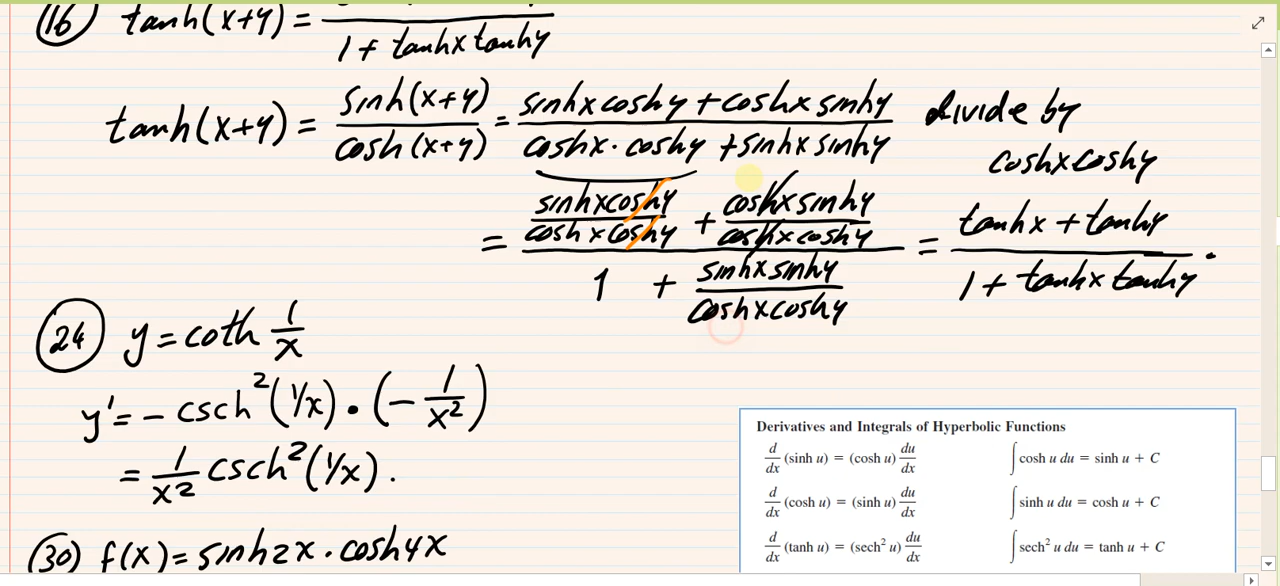 (16) tanh(x+y) =
1 + tanhx tanhy
tanh(x+y) = sinh(x+y) / cosh(x+y) = (sinhx coshy + coshx sinhy) / (coshx · coshy + sinhx sinhy) divide by
coshx coshy
= (sinhx coshy / coshx coshy + coshx sinhy / coshx coshy) / (1 + sinhx sinhy / coshx coshy) = (tanhx + tanhy) / (1 + tanhx tanhy) .
(24) y = coth 1/x
y' = - csch²(1/x) · (- 1/x²)
= 1/x² csch²(1/x).
(30) f(x) = sinh2x · cosh4x
Derivatives and Integrals of Hyperbolic Functions
d/dx (sinh u) = (cosh u) du/dx ∫ cosh u du = sinh u + C
d/dx (cosh u) = (sinh u) du/dx ∫ sinh u du = cosh u + C
d/dx (tanh u) = (sech² u) du/dx ∫ sech² u du = tanh u + C